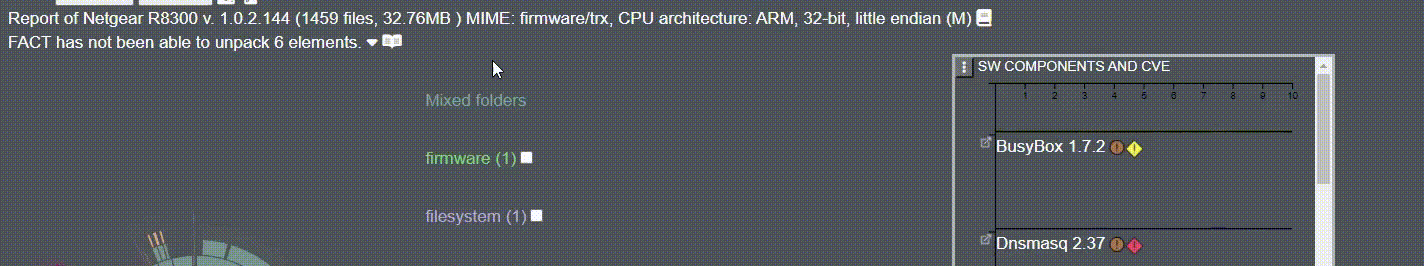 Report of Netgear R8300 v. 1.0.2.144 (1459 files, 32.76MB ) MIME: firmware/trx, CPU architecture: ARM, 32-bit, little endian (M)
FACT has not been able to unpack 6 elements.
SW COMPONENTS AND CVE
1 2 3 4 5 6 7 8 9 10
Mixed folders
BusyBox 1.7.2
firmware (1)
filesystem (1)
Dnsmasq 2.37